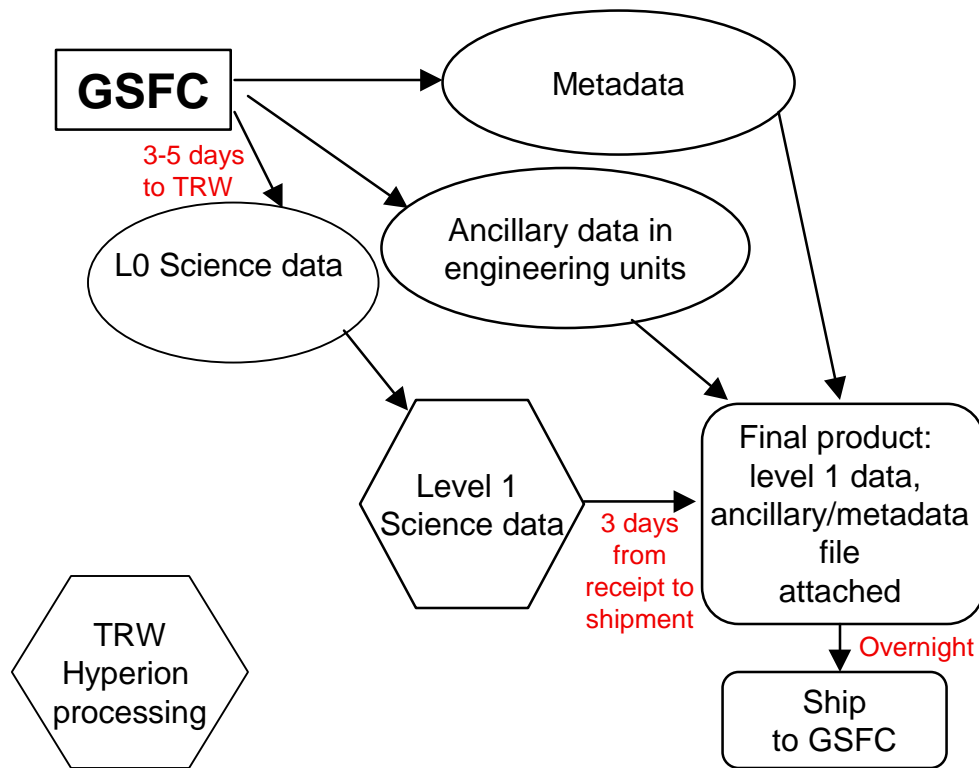 GSFC
Metadata
3-5 days
to TRW
L0 Science data
Ancillary data in
engineering units
Level 1
Science data
3 days
from
receipt to
shipment
Final product:
level 1 data,
ancillary/metadata
file
attached
Overnight
Ship
to GSFC
TRW
Hyperion
processing